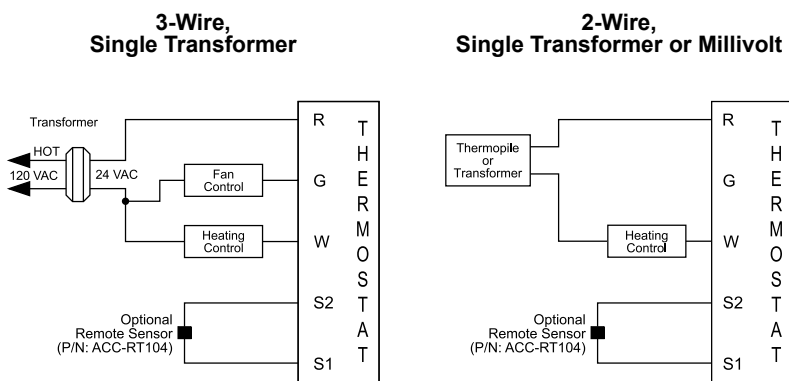 3-Wire,
Single Transformer
Transformer
HOT
120 VAC
24 VAC
Fan
Control
Heating
Control
Optional
Remote Sensor
(P/N: ACC-RT104)
R
G
W
S2
S1
THERMOSTAT
2-Wire,
Single Transformer or Millivolt
Thermopile
or
Transformer
Heating
Control
Optional
Remote Sensor
(P/N: ACC-RT104)
R
G
W
S2
S1
THERMOSTAT